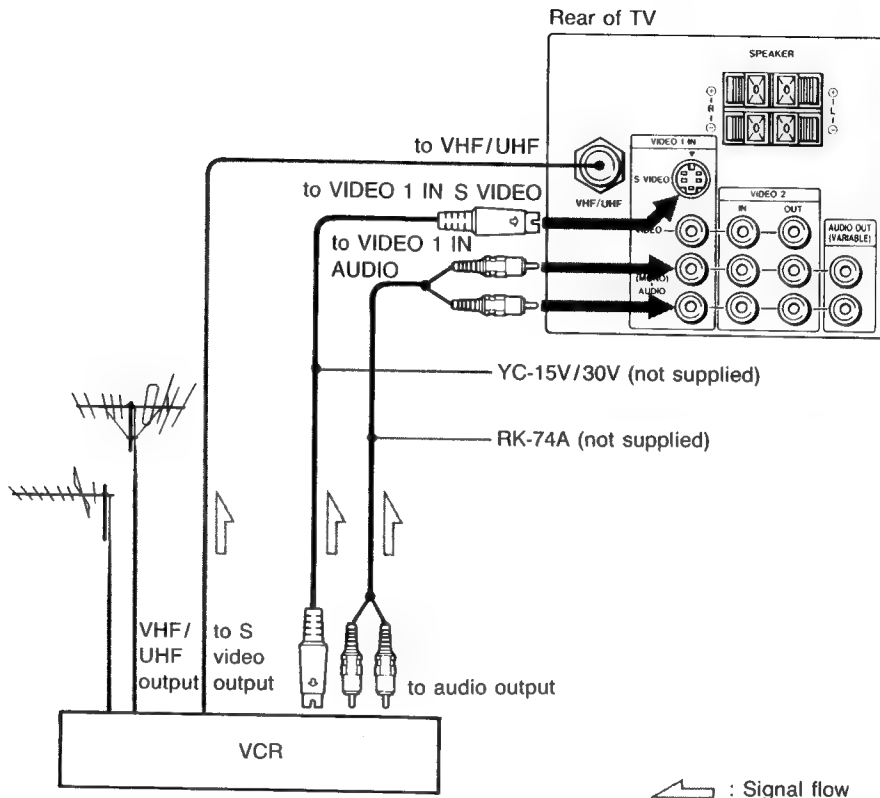 Rear of TV
SPEAKER
R
L
to VHF/UHF
VHF/UHF
VIDEO 1 IN
S VIDEO
to VIDEO 1 IN S VIDEO
VIDEO 2
IN
OUT
AUDIO OUT
(VARIABLE)
VIDEO
to VIDEO 1 IN
AUDIO
(MONO)
AUDIO
YC-15V/30V (not supplied)
RK-74A (not supplied)
VHF/
UHF
output
to S
video
output
to audio output
VCR
: Signal flow